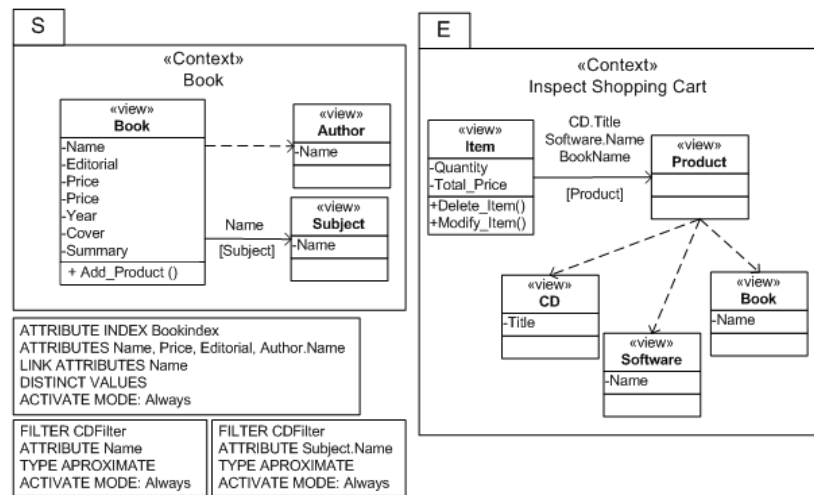 S
«Context»
Book
«view»
Book
-Name
-Editorial
-Price
-Price
-Year
-Cover
-Summary
+ Add_Product ()
«view»
Author
-Name
Name
[Subject]
«view»
Subject
-Name
ATTRIBUTE INDEX Bookindex
ATTRIBUTES Name, Price, Editorial, Author.Name
LINK ATTRIBUTES Name
DISTINCT VALUES
ACTIVATE MODE: Always
FILTER CDFilter
ATTRIBUTE Name
TYPE APROXIMATE
ACTIVATE MODE: Always
FILTER CDFilter
ATTRIBUTE Subject.Name
TYPE APROXIMATE
ACTIVATE MODE: Always
E
«Context»
Inspect Shopping Cart
«view»
Item
-Quantity
-Total_Price
+Delete_Item()
+Modify_Item()
CD.Title
Software.Name
BookName
[Product]
«view»
Product
«view»
CD
-Title
«view»
Software
-Name
«view»
Book
-Name